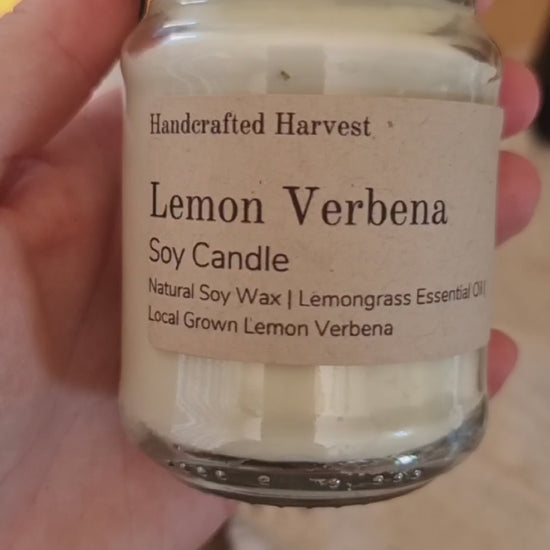 Handcrafted Harvest
Lemon Verbena
Soy Candle
Natural Soy Wax | Lemongrass Essential Oil |
Local Grown Lemon Verbena